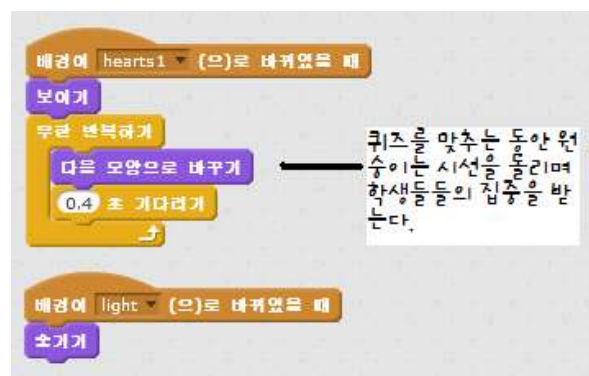 배경이 hearts1 (으)로 바뀌었을 때
보이기
무한 반복하기
다음 모양으로 바꾸기
0.4 초 기다리기
퀴즈를 맞추는 동안 원
숭이는 시선을 돌리며
학생들들의 집중을 받
는다.
배경이 light (으)로 바뀌었을 때
숨기기